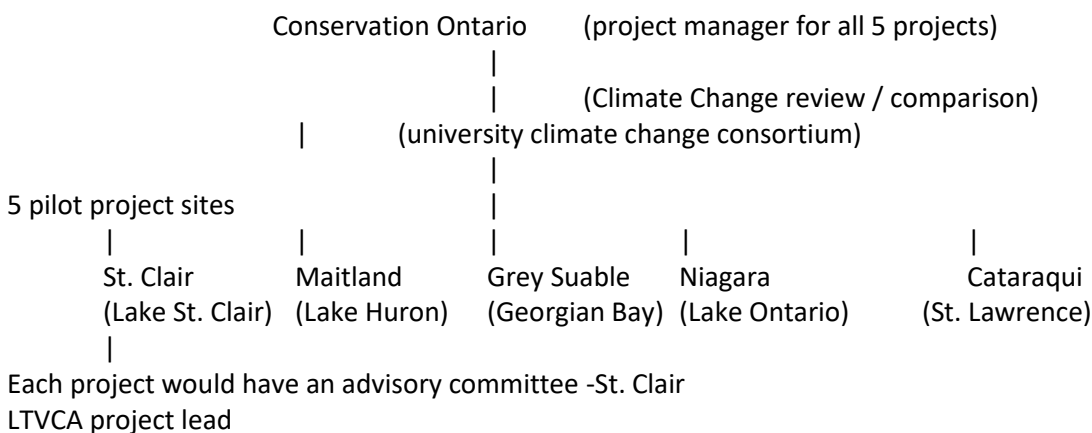 Conservation Ontario (project manager for all 5 projects)
|
| (Climate Change review / comparison)
| (university climate change consortium)
|
5 pilot project sites |
| | | | |
St. Clair Maitland Grey Suable Niagara Cataraqui
(Lake St. Clair) (Lake Huron) (Georgian Bay) (Lake Ontario) (St. Lawrence)
|
Each project would have an advisory committee -St. Clair
LTVCA project lead